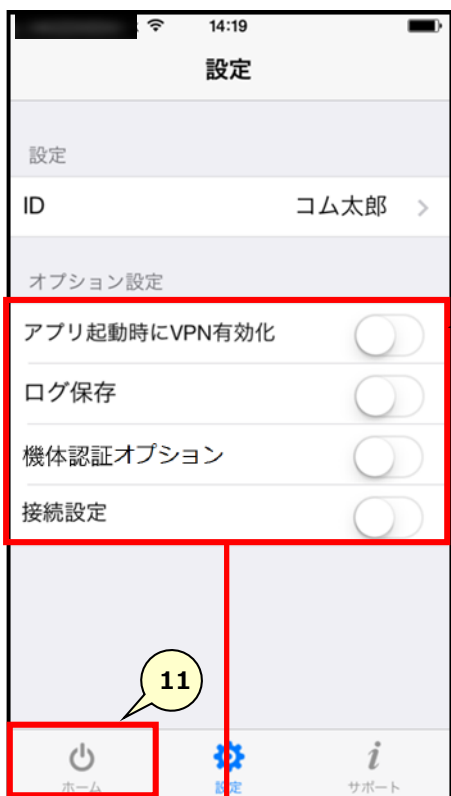 14:19
設定
設定
ID コム太郎
オプション設定
アプリ起動時にVPN有効化
ログ保存
機体認証オプション
接続設定
11
ホーム 設定 サポート